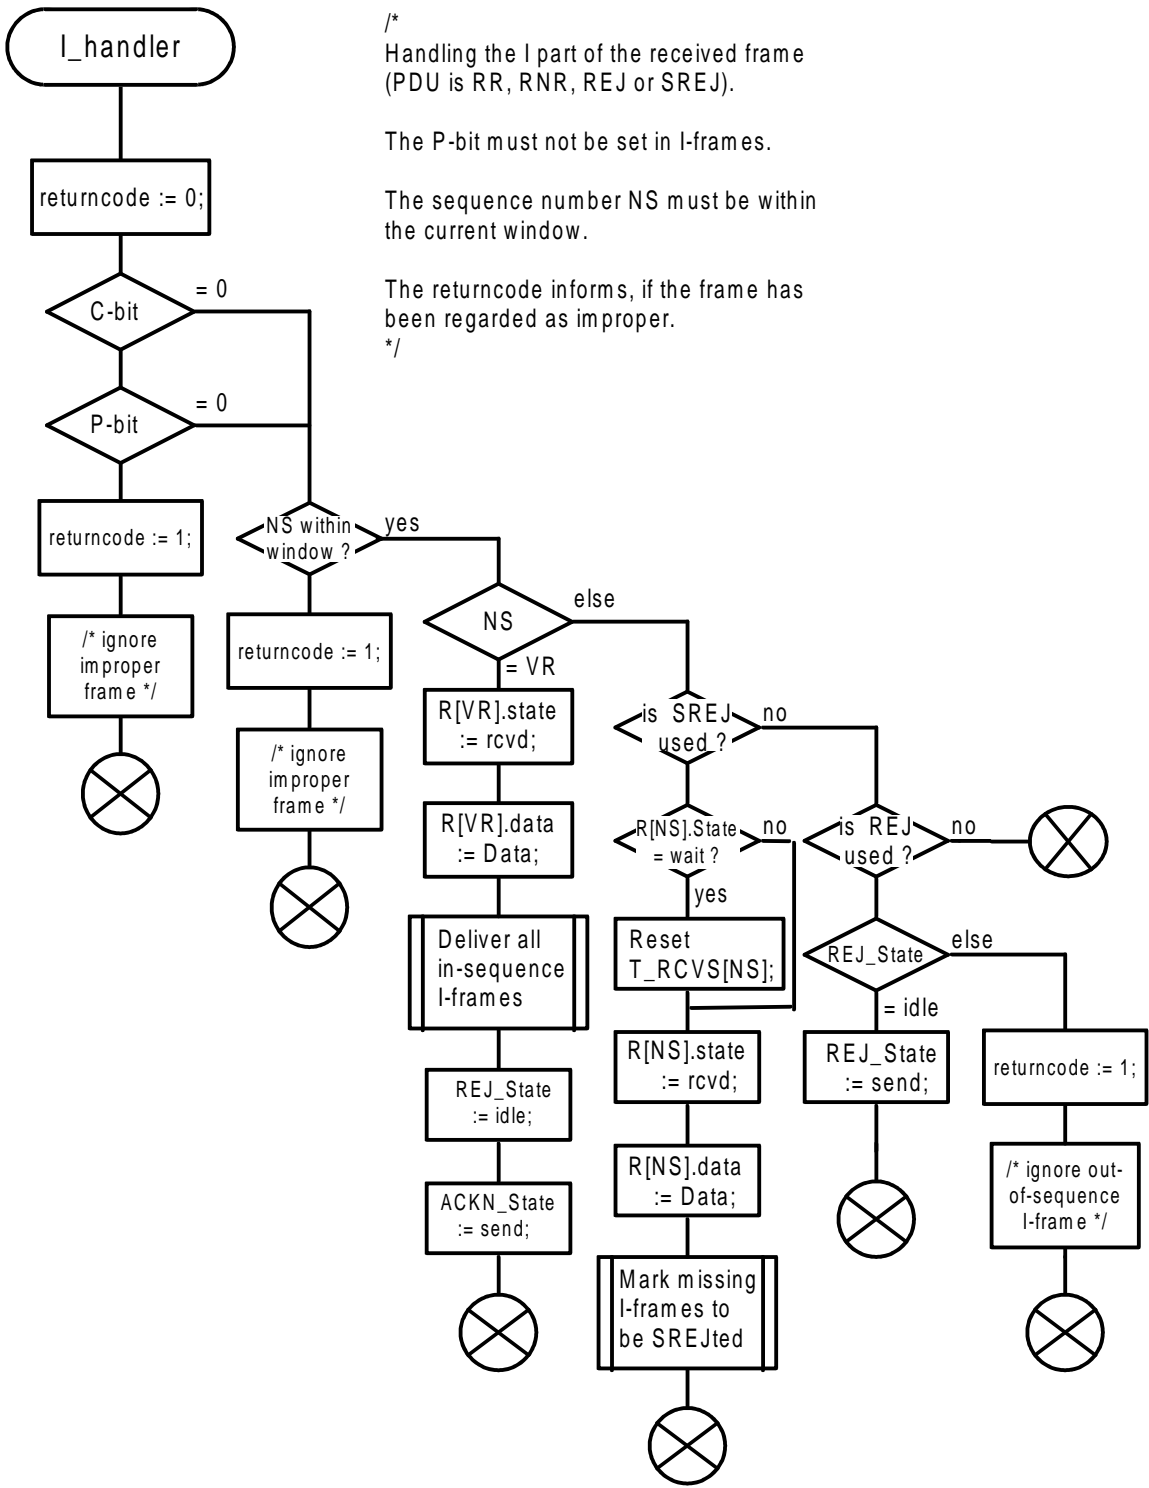 I_handler
/*
Handling the I part of the received frame
(PDU is RR, RNR, REJ or SREJ).
The P-bit must not be set in I-frames.
The sequence number NS must be within
the current window.
The returncode informs, if the frame has
been regarded as improper.
*/
returncode := 0;
C-bit
= 0
P-bit
= 0
returncode := 1;
/* ignore
improper
frame */
NS within
window ?
yes
returncode := 1;
/* ignore
improper
frame */
NS
else
= VR
R[VR].state
:= rcvd;
R[VR].data
:= Data;
Deliver all
in-sequence
I-frames
REJ_State
:= idle;
ACKN_State
:= send;
is SREJ
used ?
no
R[NS].State
= wait ?
no
yes
Reset
T_RCVS[NS];
R[NS].state
:= rcvd;
R[NS].data
:= Data;
Mark missing
I-frames to
be SREJted
is REJ
used ?
no
REJ_State
else
= idle
REJ_State
:= send;
returncode := 1;
/* ignore out-
of-sequence
I-frame */